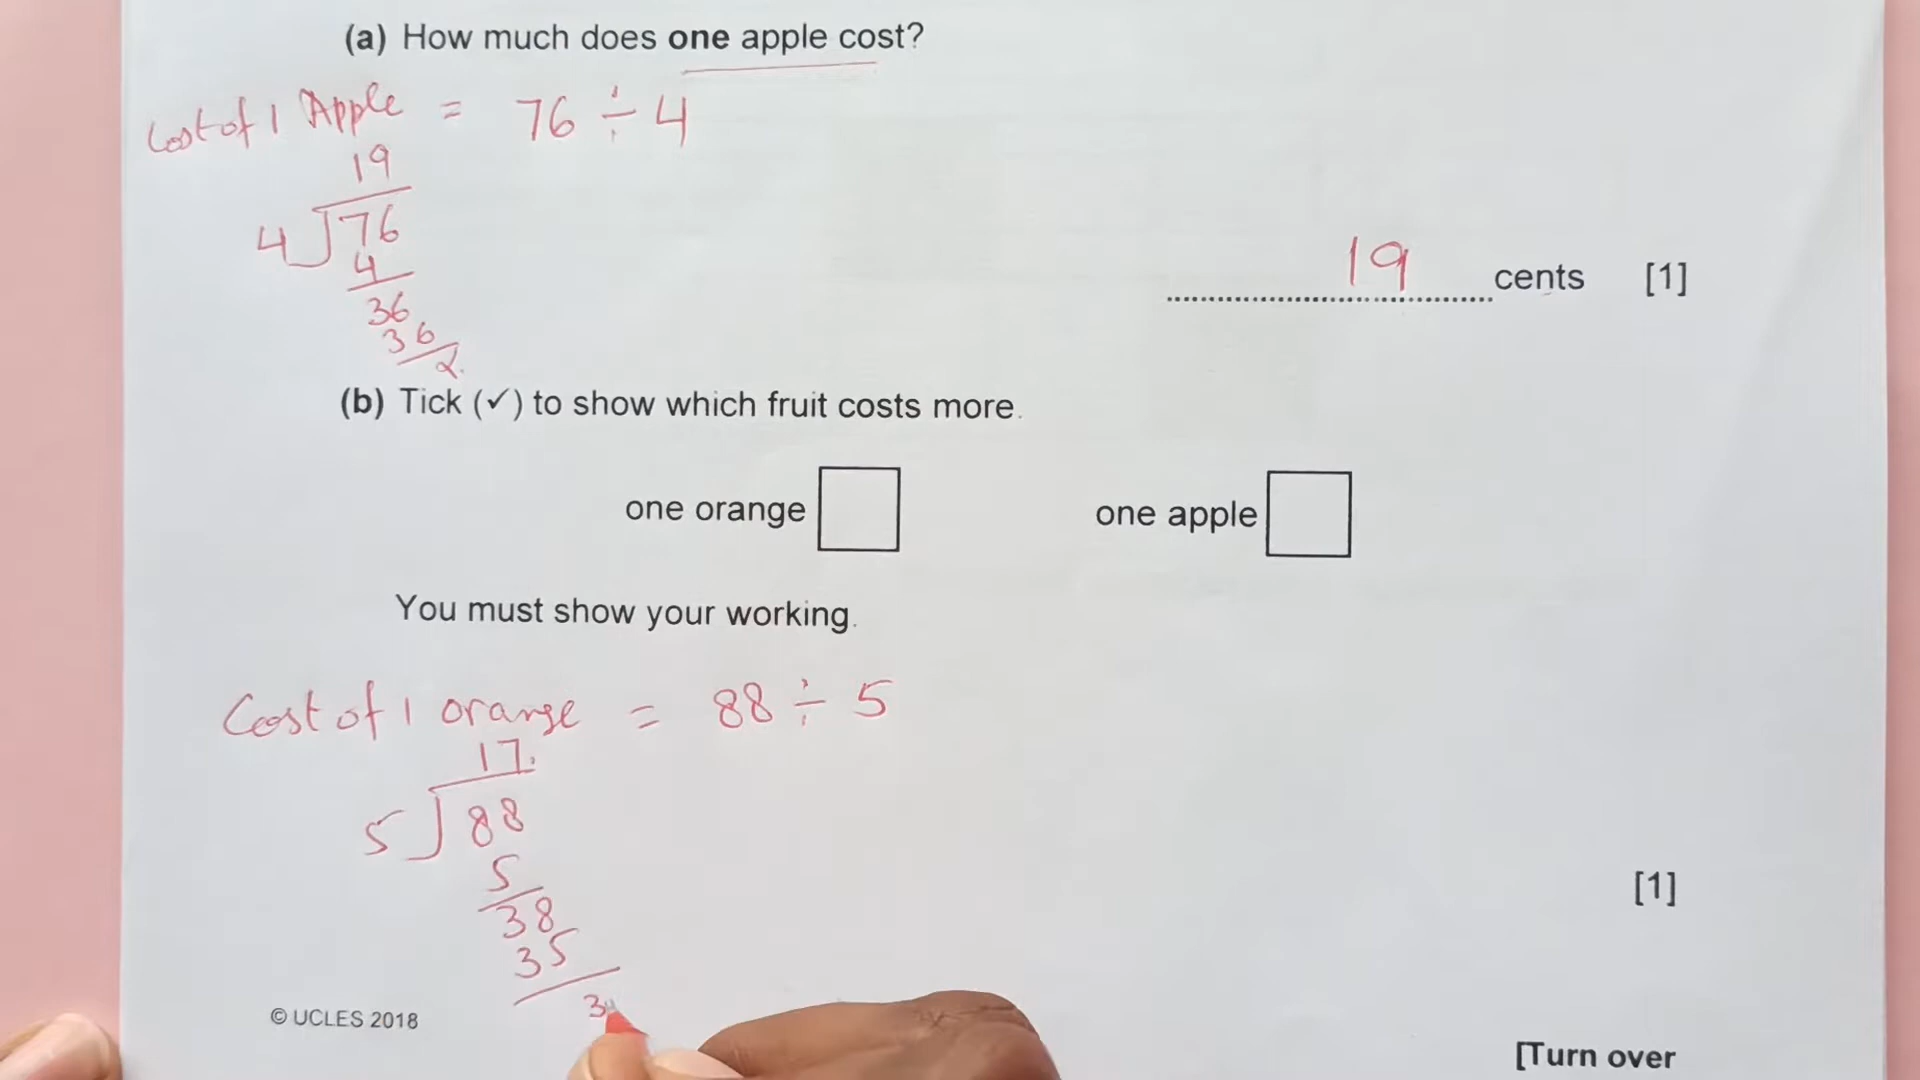 (a) How much does one apple cost?
Cost of 1 Apple = 76 ÷ 4
19
4 76
4
36
36
19 cents [1]
(b) Tick (✓) to show which fruit costs more.
one orange one apple
You must show your working.
Cost of 1 orange = 88 ÷ 5
17.
5 88
5
38
35
3
[1]
© UCLES 2018
[Turn over